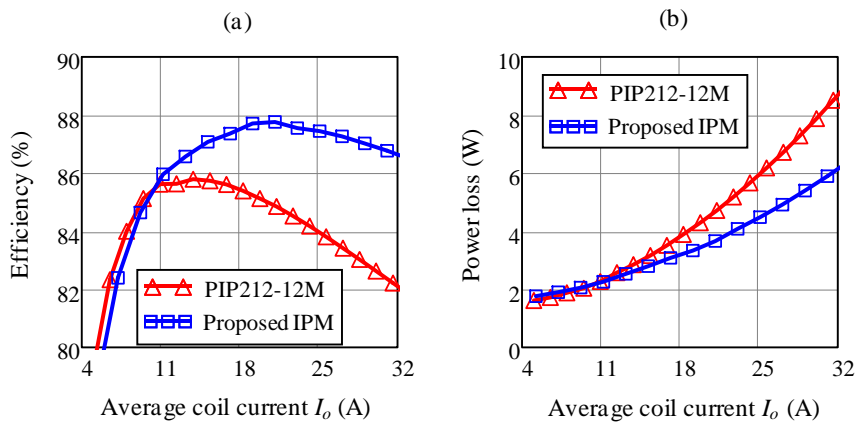 (a)
90
88
86
84
82
80
Efficiency (%)
PIP212-12M
Proposed IPM
4 11 18 25 32
Average coil current Io (A)
(b)
10
8
6
4
2
0
Power loss (W)
PIP212-12M
Proposed IPM
4 11 18 25 32
Average coil current Io (A)